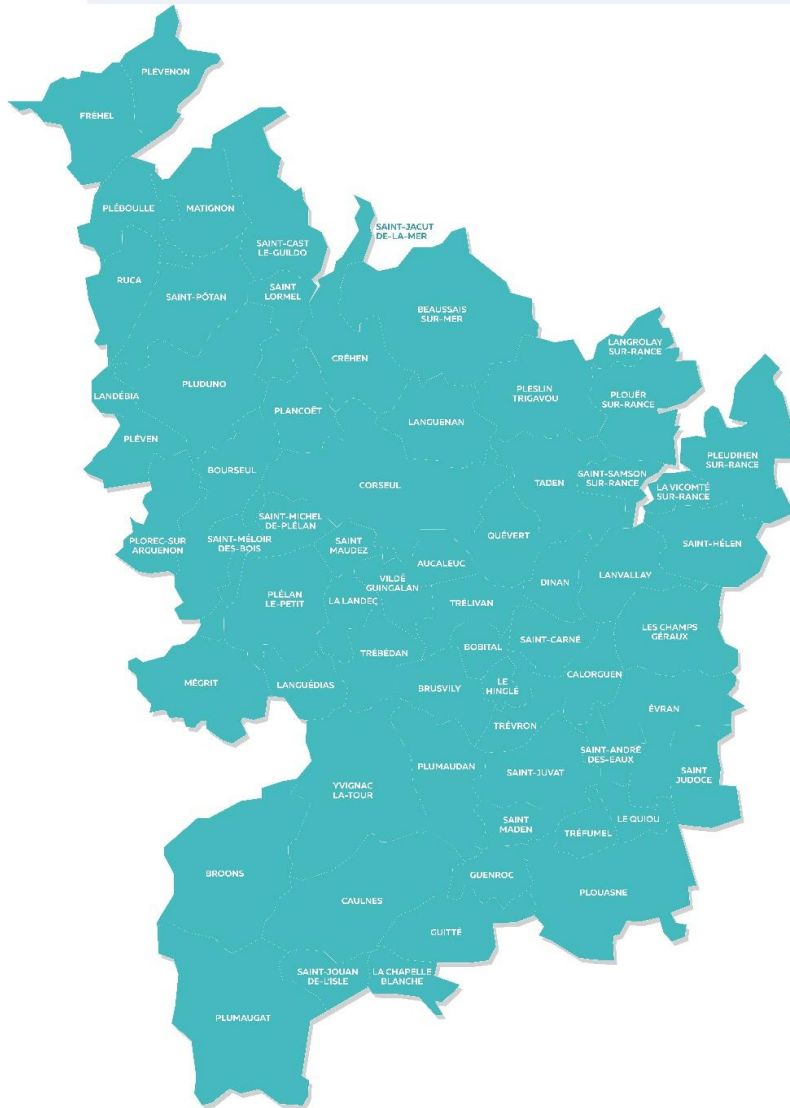 PLÉVENON
FRÉHEL
PLÉBOULLE
MATIGNON
SAINT-JACUT
DE-LA-MER
SAINT-CAST
LE-GUILDO
RUCA
SAINT-PÔTAN
SAINT
LORMEL
BEAUSSAIS
SUR-MER
LANGROLAY
SUR-RANCE
CRÉHEN
PLUDUNO
LANDÉBIA
PLESLIN
TRIGAVOU
PLOUËR
SUR-RANCE
PLANCOËT
LANGUENAN
PLÉVEN
PLEUDIHEN
SUR-RANCE
BOURSEUL
CORSEUL
TADEN
SAINT-SAMSON
SUR-RANCE
LA VICOMTÉ
SUR-RANCE
SAINT-MICHEL
DE-PLÉLAN
PLOREC-SUR
ARGUENON
SAINT-MÉLOIR
DES-BOIS
SAINT
MAUDEZ
QUÉVERT
SAINT-HÉLEN
AUCALEUC
VILDÉ
GUINGALAN
DINAN
LANVALLAY
PLÉLAN
LE-PETIT
LA LANDEC
TRÉLIVAN
LES CHAMPS
GÉRAUX
TRÉBÉDAN
BOBITAL
SAINT-CARNÉ
CALORGUEN
MÉGRIT
LANGUÉDIAS
BRUSVILY
LE
HINGLÉ
ÉVRAN
TRÉVRON
SAINT-ANDRÉ
DES-EAUX
PLUMAUDAN
SAINT-JUVAT
SAINT
JUDOCE
YVIGNAC
LA-TOUR
SAINT
MADEN
LE QUIOU
TRÉFUMEL
BROONS
GUENROC
PLOUASNE
CAULNES
GUITTÉ
SAINT-JOUAN
DE-L'ISLE
LA CHAPELLE
BLANCHE
PLUMAUGAT